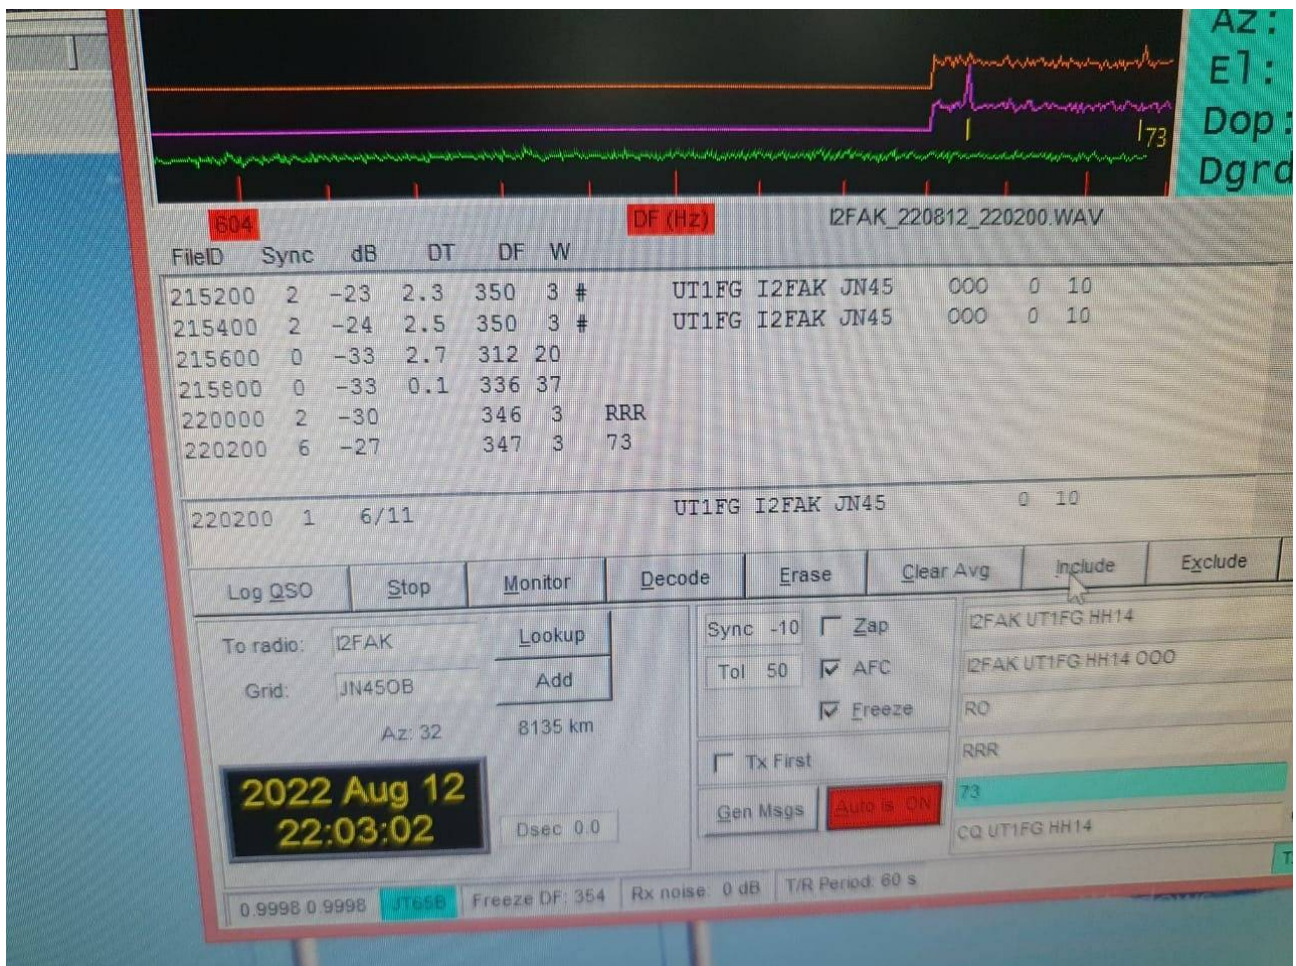 Az:
El:
Dop:
Dgrd
73
604
DF (Hz)
I2FAK_220812_220200.WAV
FileID Sync dB DT DF W
215200 2 -23 2.3 350 3 # UT1FG I2FAK JN45 OOO 0 10
215400 2 -24 2.5 350 3 # UT1FG I2FAK JN45 OOO 0 10
215600 0 -33 2.7 312 20
215800 0 -33 0.1 336 37
220000 2 -30 346 3 RRR
220200 6 -27 347 3 73
220200 1 6/11 UT1FG I2FAK JN45 0 10
Log QSO Stop Monitor Decode Erase Clear Avg Include Exclude
To radio: I2FAK Lookup
Grid: JN45OB Add
Az: 32 8135 km
2022 Aug 12
22:03:02
Dsec 0.0
Sync -10 Zap
Tol 50 AFC
Freeze
Tx First
Gen Msgs Auto is ON
I2FAK UT1FG HH14
I2FAK UT1FG HH14 OOO
RO
RRR
73
CQ UT1FG HH14
0.9998 0.9998 JT65B Freeze DF: 354 Rx noise: 0 dB T/R Period: 60 s